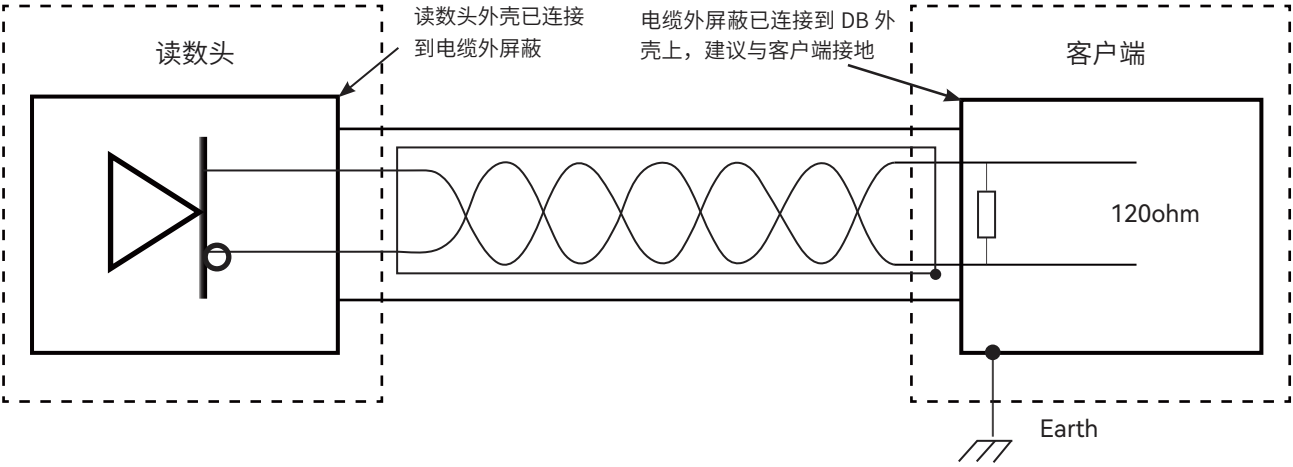 读数头外壳已连接
到电缆外屏蔽
电缆外屏蔽已连接到 DB 外
壳上，建议与客户端接地
读数头
客户端
120ohm
Earth